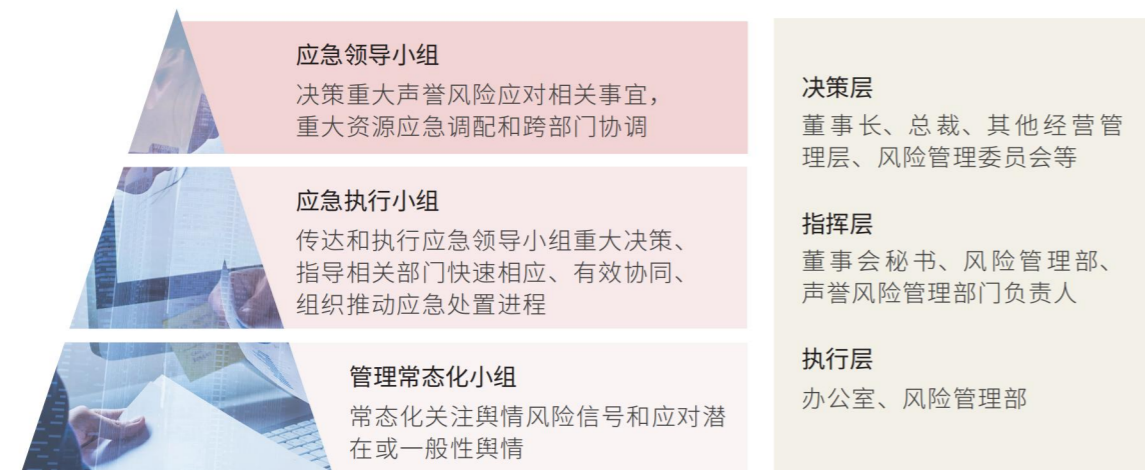 应急领导小组
决策重大声誉风险应对相关事宜，
重大资源应急调配和跨部门协调
应急执行小组
传达和执行应急领导小组重大决策、
指导相关部门快速相应、有效协同、
组织推动应急处置进程
管理常态化小组
常态化关注舆情风险信号和应对潜
在或一般性舆情
决策层
董事长、总裁、其他经营管
理层、风险管理委员会等
指挥层
董事会秘书、风险管理部、
声誉风险管理部门负责人
执行层
办公室、风险管理部